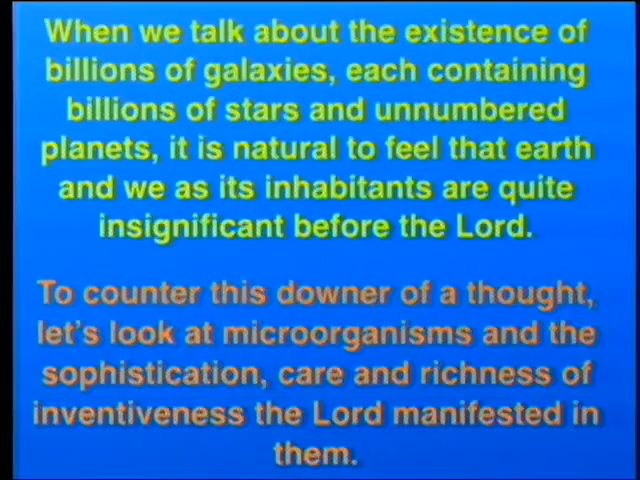 When we talk about the existence of
billions of galaxies, each containing
billions of stars and unnumbered
planets, it is natural to feel that earth
and we as its inhabitants are quite
insignificant before the Lord.
To counter this downer of a thought,
let's look at microorganisms and the
sophistication, care and richness of
inventiveness the Lord manifested in
them.